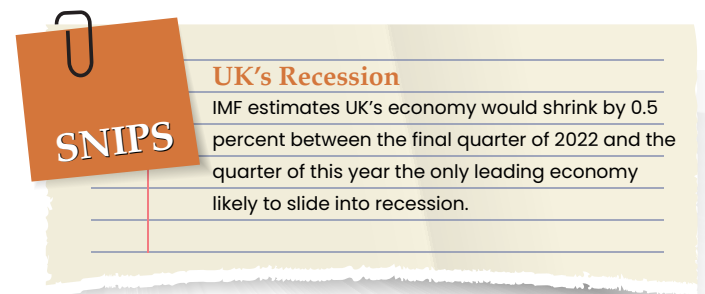 SNIPS
UK’s Recession
IMF estimates UK’s economy would shrink by 0.5
percent between the final quarter of 2022 and the
quarter of this year the only leading economy
likely to slide into recession.